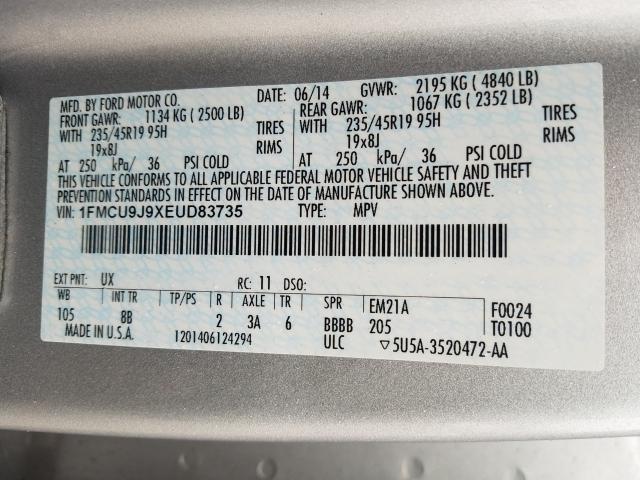 MFD. BY FORD MOTOR CO. DATE: 06/14 GVWR: 2195 KG ( 4840 LB)
FRONT GAWR: 1134 KG ( 2500 LB) REAR GAWR: 1067 KG ( 2352 LB)
WITH 235/45R19 95H TIRES WITH 235/45R19 95H TIRES
19x8J RIMS 19x8J RIMS
AT 250 kPa/ 36 PSI COLD AT 250 kPa/ 36 PSI COLD
THIS VEHICLE CONFORMS TO ALL APPLICABLE FEDERAL MOTOR VEHICLE SAFETY AND THEFT
PREVENTION STANDARDS IN EFFECT ON THE DATE OF MANUFACTURE SHOWN ABOVE.
VIN: 1FMCU9J9XEUD83735 TYPE: MPV
EXT PNT: UX RC: 11 DSO:
WB INT TR TP/PS R AXLE TR SPR EM21A F0024
105 8B 2 3A 6 BBBB 205 T0100
MADE IN U.S.A. 1201406124294 ULC ▽5U5A-3520472-AA